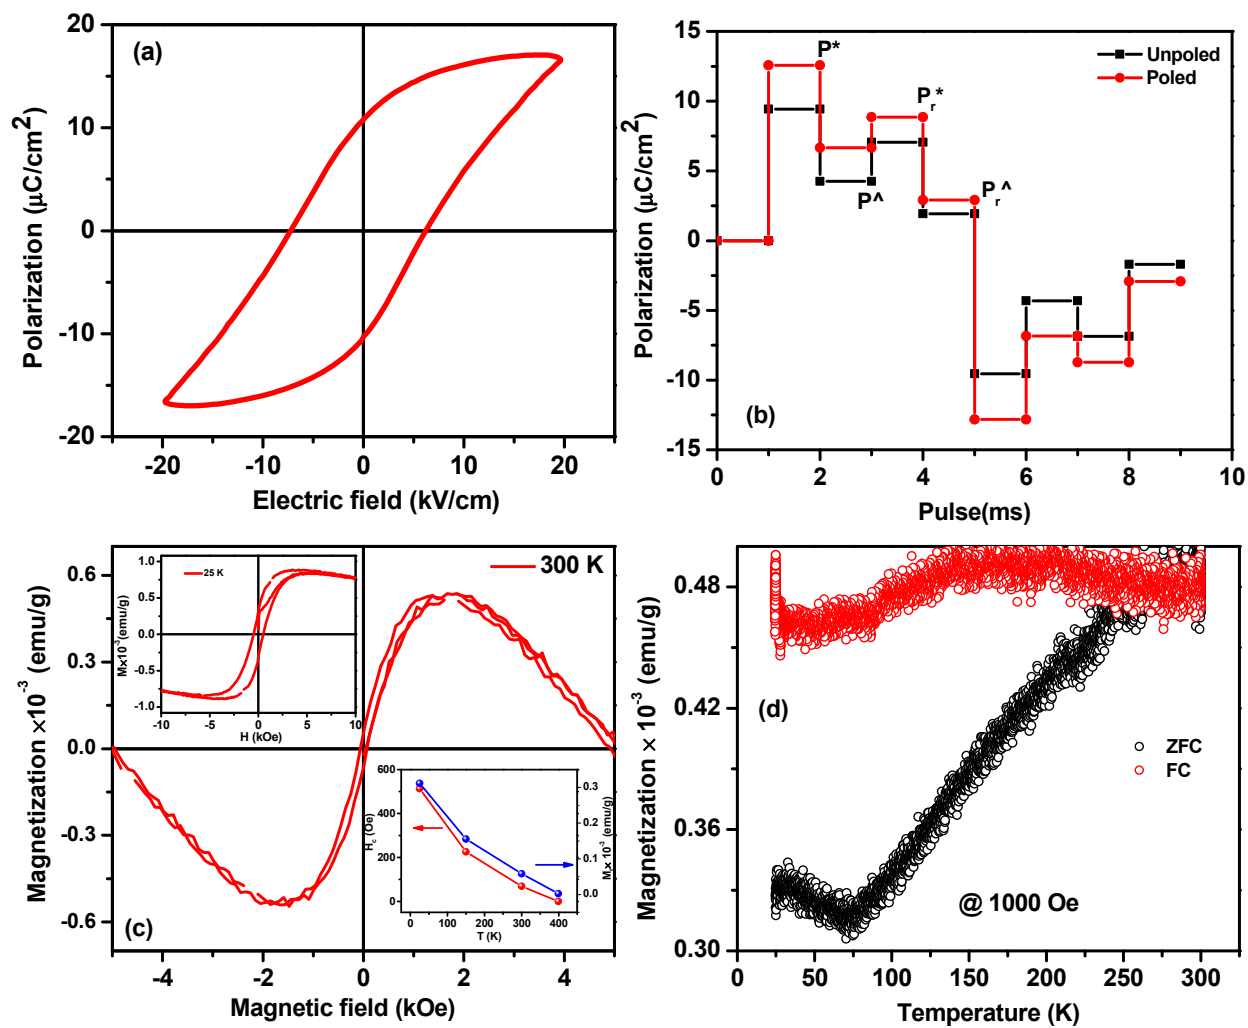 (a)
20
10
0
-10
-20
Polarization (μC/cm²)
-20 -10 0 10 20
Electric field (kV/cm)
(b)
15
10
5
0
-5
-10
-15
Polarization (μC/cm²)
P*
P^
P_r*
P_r^
Unpoled
Poled
0 2 4 6 8 10
Pulse(ms)
(c)
0.6
0.3
0.0
-0.3
-0.6
Magnetization ×10⁻³ (emu/g)
300 K
-4 -2 0 2 4
Magnetic field (kOe)
1.0
0.5
0.0
-0.5
-1.0
M×10⁻³(emu/g)
25 K
-10 -5 0 5 10
H (kOe)
600
400
200
0
H_c (Oe)
0.3
0.2
0.1
0.0
M_r× 10⁻³ (emu/g)
0 100 200 300 400
T (K)
(d)
0.48
0.42
0.36
0.30
Magnetization × 10⁻³ (emu/g)
ZFC
FC
@ 1000 Oe
0 50 100 150 200 250 300
Temperature (K)